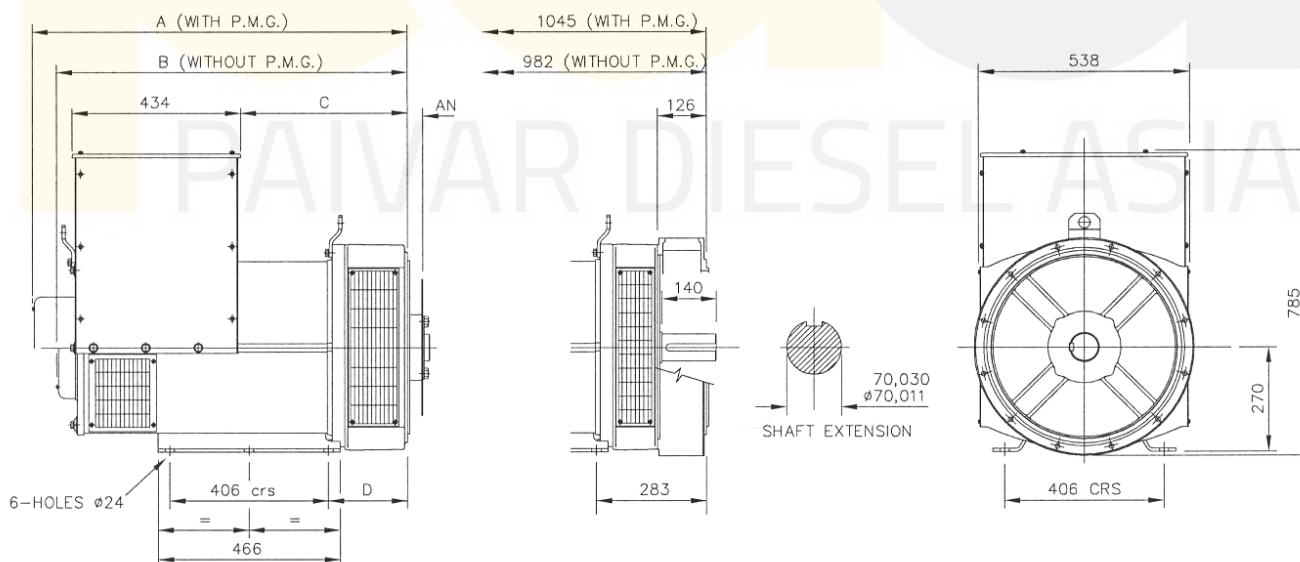 A (WITH P.M.G.)
B (WITHOUT P.M.G.)
434
C
AN
1045 (WITH P.M.G.)
982 (WITHOUT P.M.G.)
126
538
PAIVAR DIESEL ASIA
140
785
70,030
ø70,011
SHAFT EXTENSION
270
6-HOLES ø24
406 crs
D
=
=
466
283
406 CRS